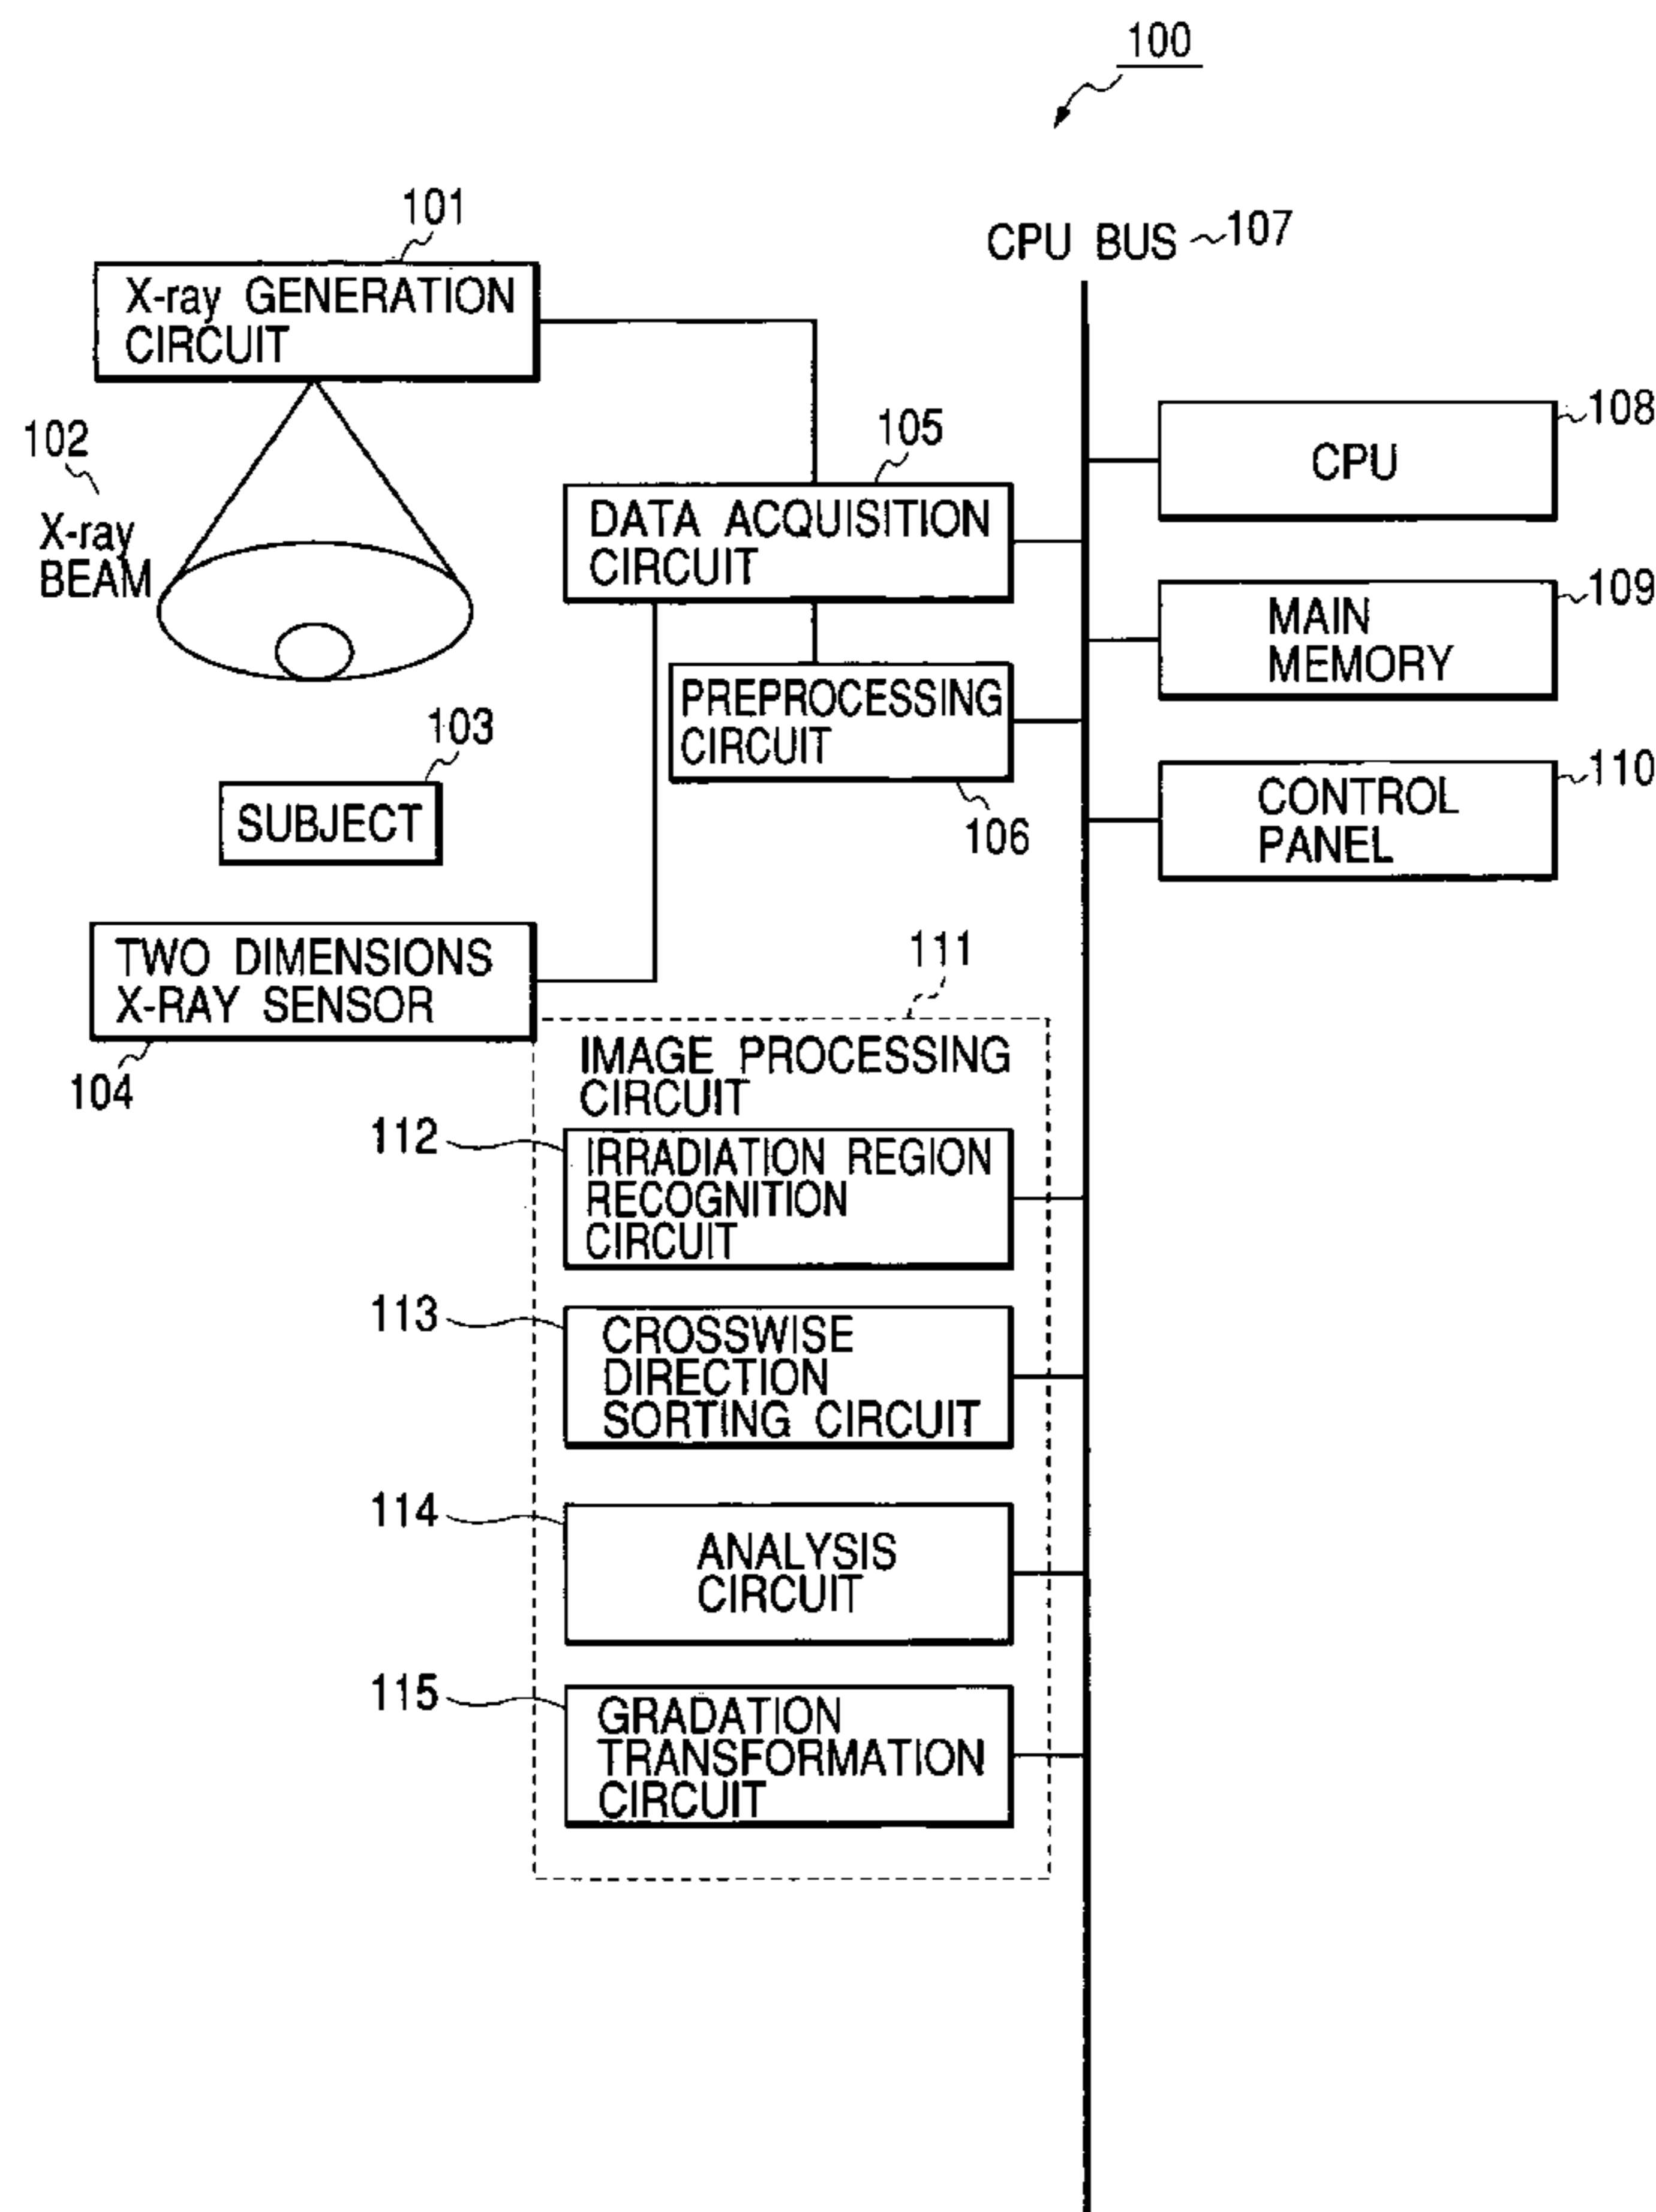 100
101
CPU BUS 107
X-ray GENERATION
CIRCUIT
108
CPU
102
105
X-ray
BEAM
DATA ACQUISITION
CIRCUIT
109
MAIN
MEMORY
PREPROCESSING
CIRCUIT
106
103
SUBJECT
110
CONTROL
PANEL
TWO DIMENSIONS
X-RAY SENSOR
104
111
IMAGE PROCESSING
CIRCUIT
112
IRRADIATION REGION
RECOGNITION
CIRCUIT
113
CROSSWISE
DIRECTION
SORTING CIRCUIT
114
ANALYSIS
CIRCUIT
115
GRADATION
TRANSFORMATION
CIRCUIT